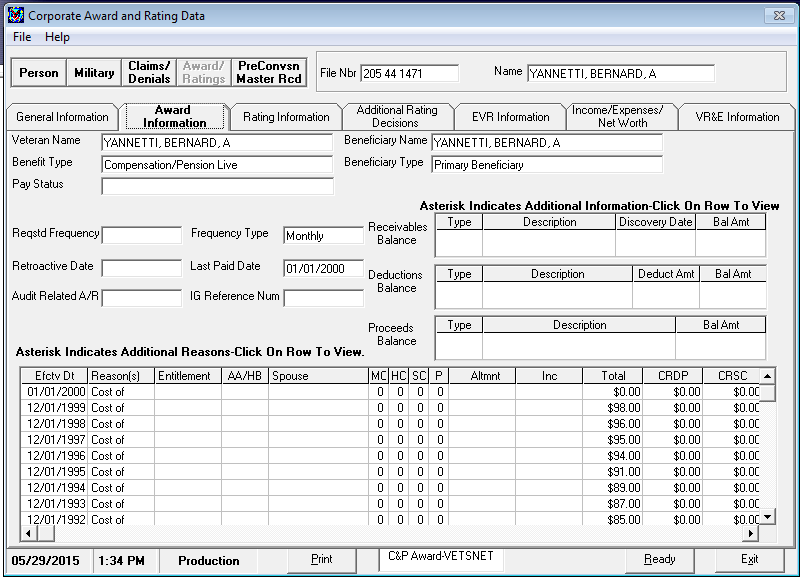 Corporate Award and Rating Data
File Help
Person Military Claims/ Denials Award/ Ratings PreConvsn Master Rcd File Nbr 205 44 1471 Name YANNETTI, BERNARD, A
General Information Award Information Rating Information Additional Rating Decisions EVR Information Income/Expenses/ Net Worth VR&E Information
Veteran Name YANNETTI, BERNARD, A Beneficiary Name YANNETTI, BERNARD, A
Benefit Type Compensation/Pension Live Beneficiary Type Primary Beneficiary
Pay Status
Asterisk Indicates Additional Information-Click On Row To View
Reqstd Frequency Frequency Type Monthly Receivables Balance Type Description Discovery Date Bal Amt
Retroactive Date Last Paid Date 01/01/2000 Deductions Balance Type Description Deduct Amt Bal Amt
Audit Related A/R IG Reference Num
Proceeds Balance Type Description Bal Amt
Asterisk Indicates Additional Reasons-Click On Row To View.
Efctv Dt Reason(s) Entitlement AA/HB Spouse MC HC SC P Altmnt Inc Total CRDP CRSC
01/01/2000 Cost of 0 0 0 0 $0.00 $0.00 $0.00
12/01/1999 Cost of 0 0 0 0 $98.00 $0.00 $0.00
12/01/1998 Cost of 0 0 0 0 $96.00 $0.00 $0.00
12/01/1997 Cost of 0 0 0 0 $95.00 $0.00 $0.00
12/01/1996 Cost of 0 0 0 0 $94.00 $0.00 $0.00
12/01/1995 Cost of 0 0 0 0 $91.00 $0.00 $0.00
12/01/1994 Cost of 0 0 0 0 $89.00 $0.00 $0.00
12/01/1993 Cost of 0 0 0 0 $87.00 $0.00 $0.00
12/01/1992 Cost of 0 0 0 0 $85.00 $0.00 $0.00
05/29/2015 1:34 PM Production Print C&P Award-VETSNET Ready Exit